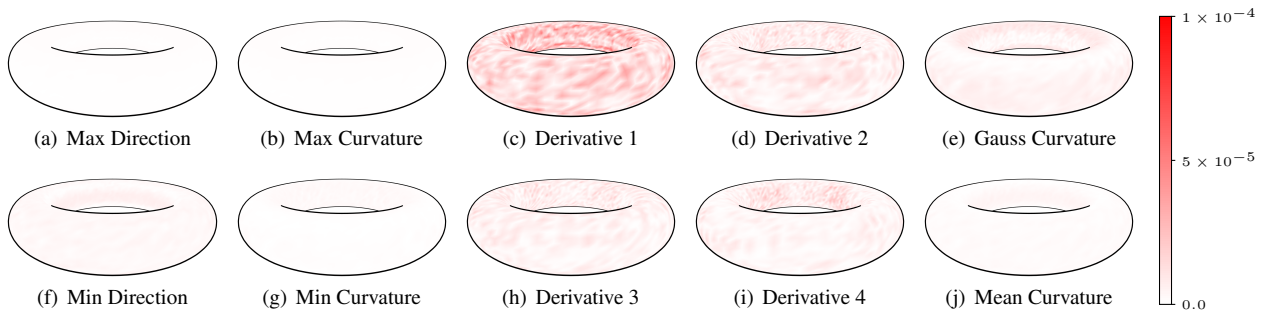 (a) Max Direction
(b) Max Curvature
(c) Derivative 1
(d) Derivative 2
(e) Gauss Curvature
(f) Min Direction
(g) Min Curvature
(h) Derivative 3
(i) Derivative 4
(j) Mean Curvature
1 × 10⁻⁴
5 × 10⁻⁵
0.0